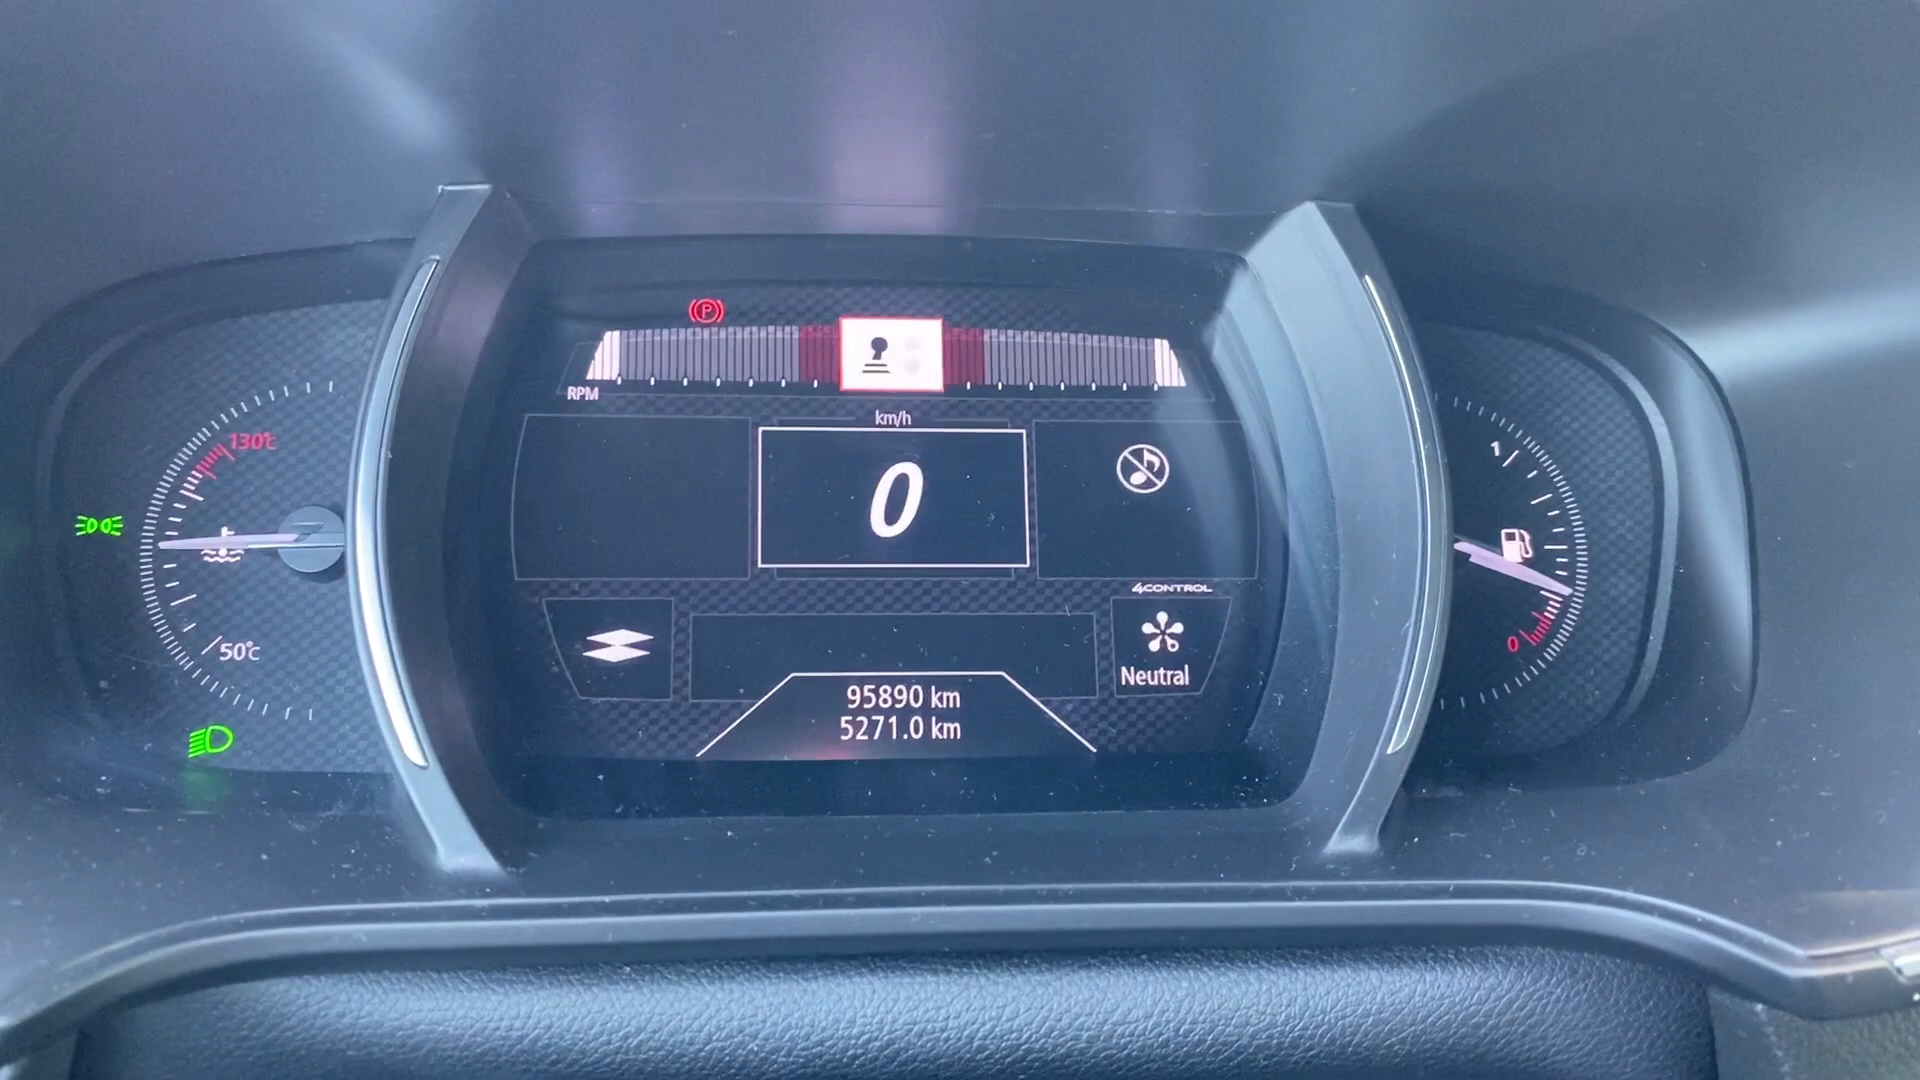 P
RPM
km/h
130℃
0
1
4CONTROL
0
50℃
Neutral
95890 km
5271.0 km